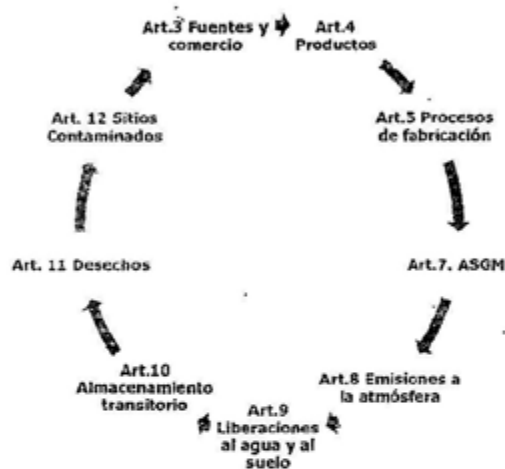 Art.3 Fuentes y
comercio
Art.4
Productos
Art.5 Procesos
de fabricación
Art.7. ASGM
Art.8 Emisiones a
la atmósfera
Art.9
Liberaciones
al agua y al
suelo
Art.10
Almacenamiento
transitorio
Art. 11 Desechos
Art. 12 Sitios
Contaminados